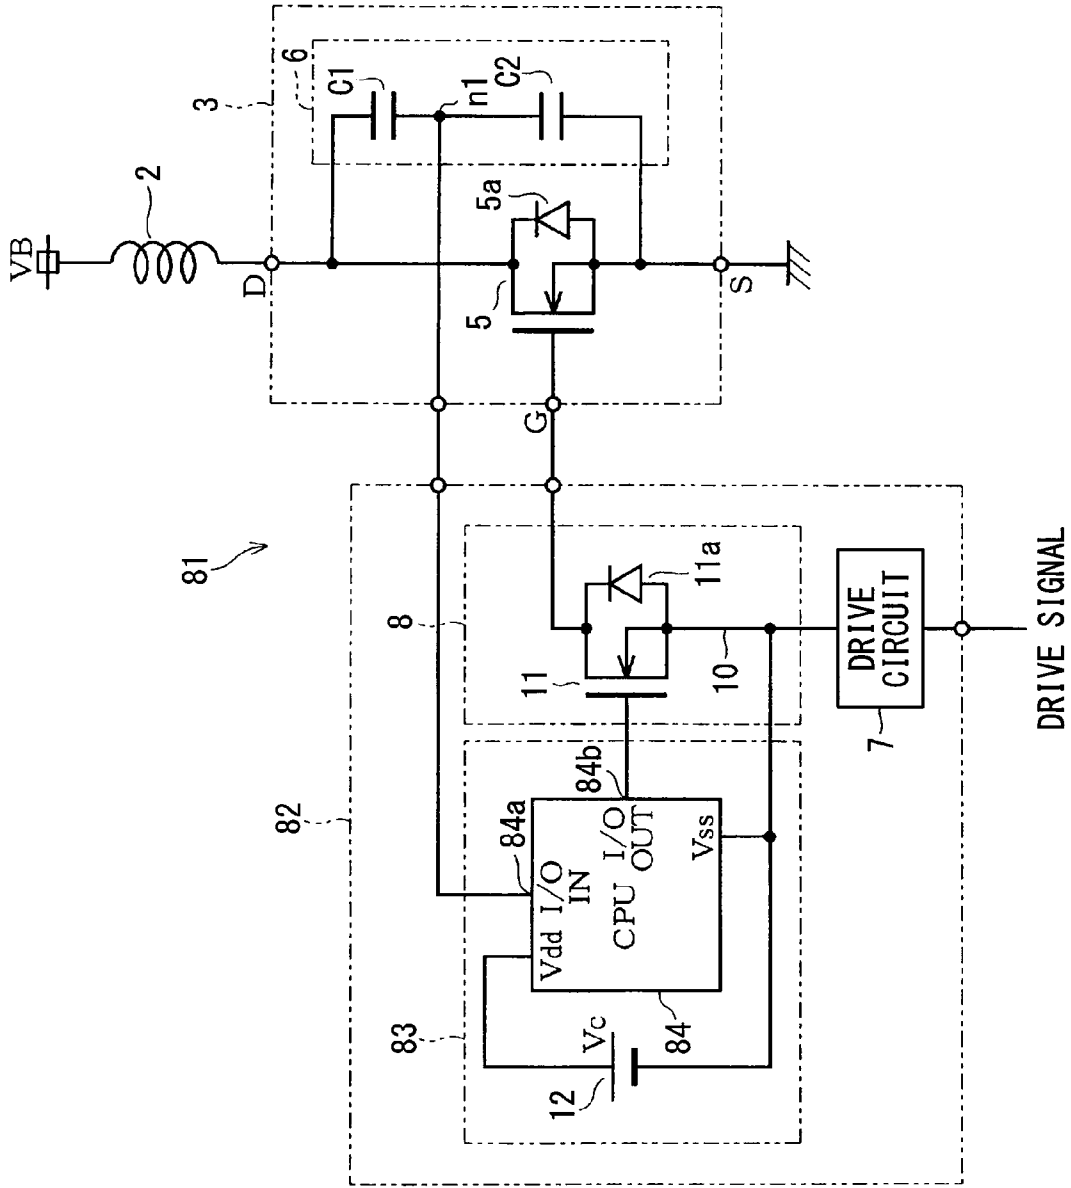 81
82
83
84a
Vdd I/O
IN
84b
I/O
OUT
CPU
Vss
84
Vc
12
8
11
11a
10
DRIVE
CIRCUIT
7
DRIVE SIGNAL
VB
2
D
3
6
C1
n1
C2
5
5a
G
S